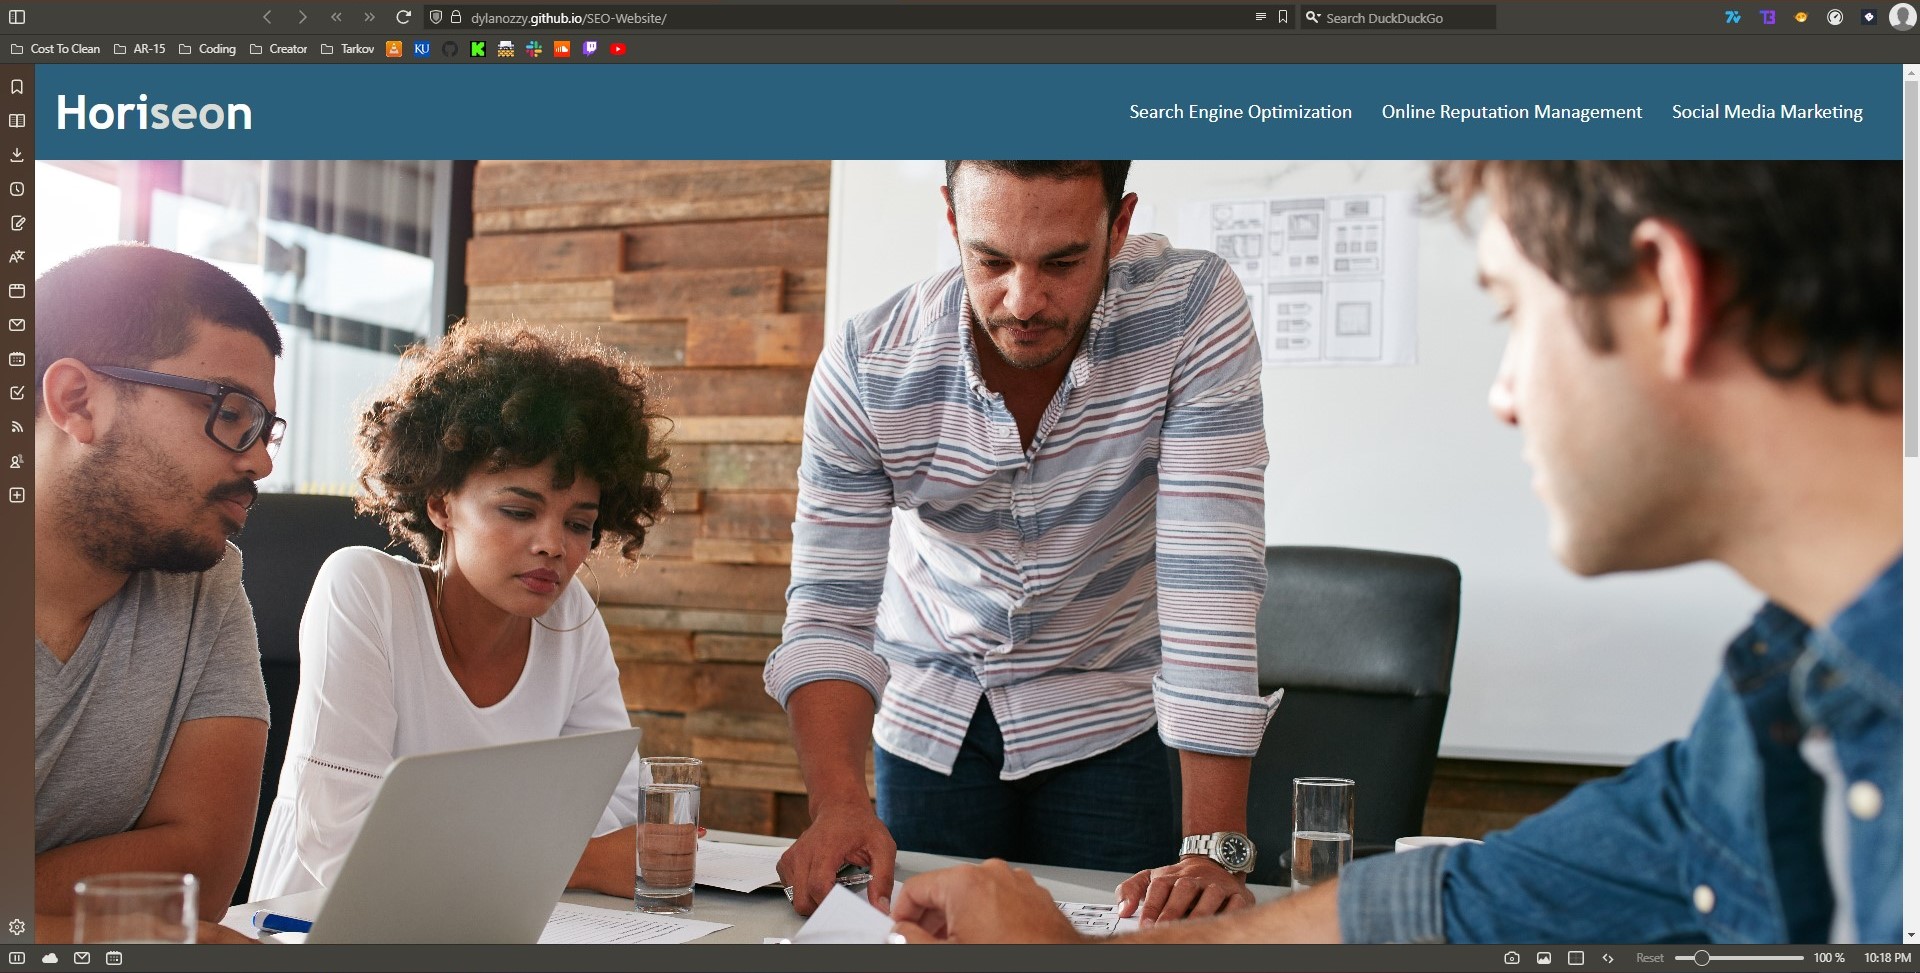 dylanozzy.github.io/SEO-Website/
Search DuckDuckGo
Cost To Clean
AR-15
Coding
Creator
Tarkov
KU
Horiseon
Search Engine Optimization
Online Reputation Management
Social Media Marketing
Reset
100 %
10:18 PM